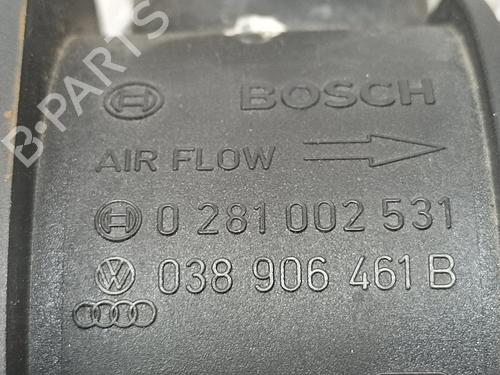 BOSCH
AIR FLOW
0 281 002 531
038 906 461 B
B-PARTS